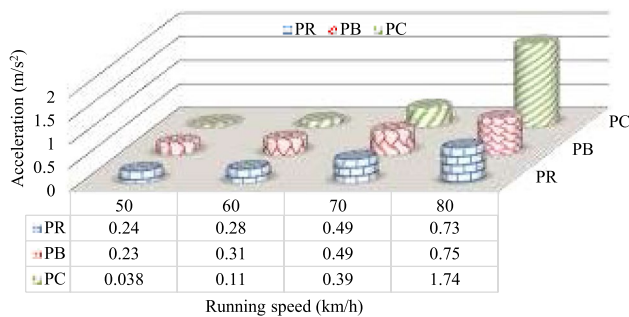 PR PB PC
Acceleration (m/s²)
2
1.5
1
0.5
0
PC
PB
PR
50 60 70 80
PR 0.24 0.28 0.49 0.73
PB 0.23 0.31 0.49 0.75
PC 0.038 0.11 0.39 1.74
Running speed (km/h)